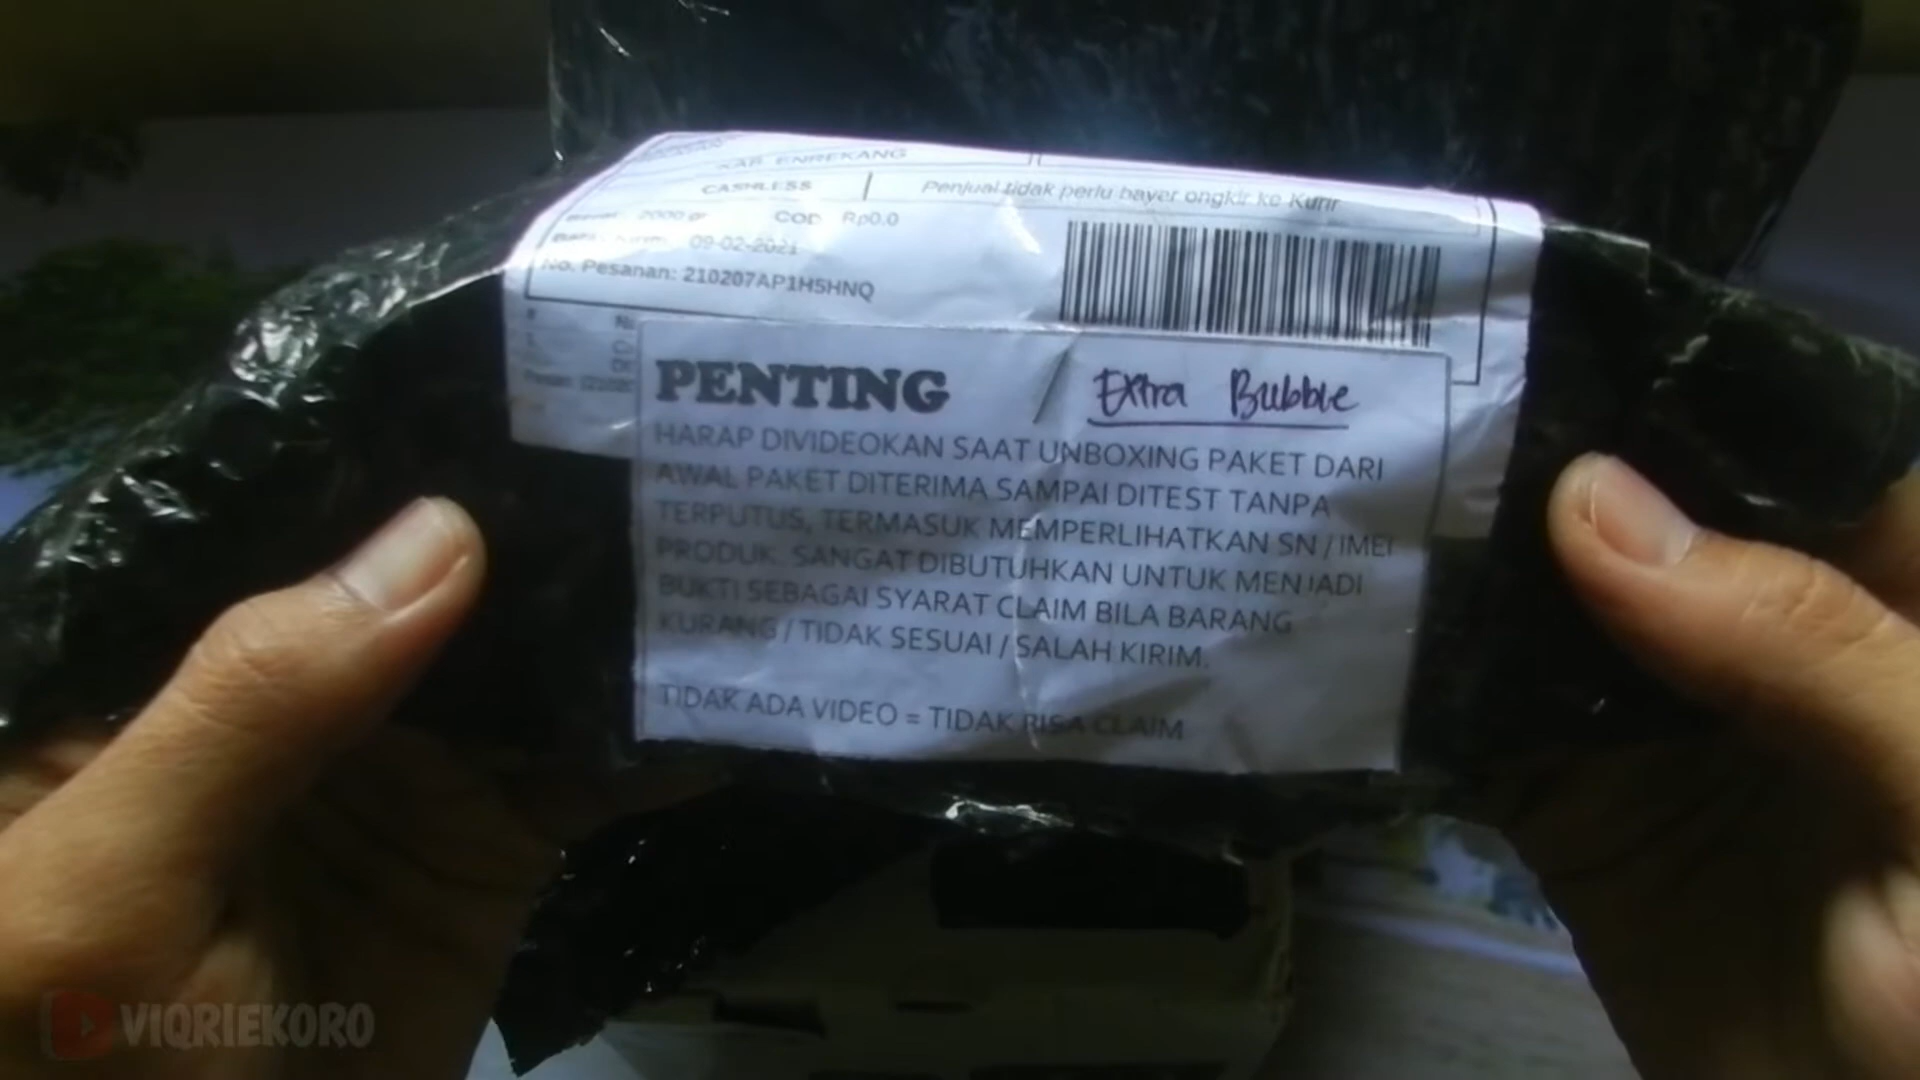 KAB. ENREKANG
CASHLESS
Penjual tidak perlu bayar ongkir ke Kurir
2000 gr
COD Rp0.0
09-02-2021
No. Pesanan: 210207AP1H5HNQ
PENTING / Extra Bubble
HARAP DIVIDEOKAN SAAT UNBOXING PAKET DARI
AWAL PAKET DITERIMA SAMPAI DITEST TANPA
TERPUTUS, TERMASUK MEMPERLIHATKAN SN / IMEI
PRODUK. SANGAT DIBUTUHKAN UNTUK MENJADI
BUKTI SEBAGAI SYARAT CLAIM BILA BARANG
KURANG / TIDAK SESUAI / SALAH KIRIM.
TIDAK ADA VIDEO = TIDAK BISA CLAIM
VIQRIEKORO